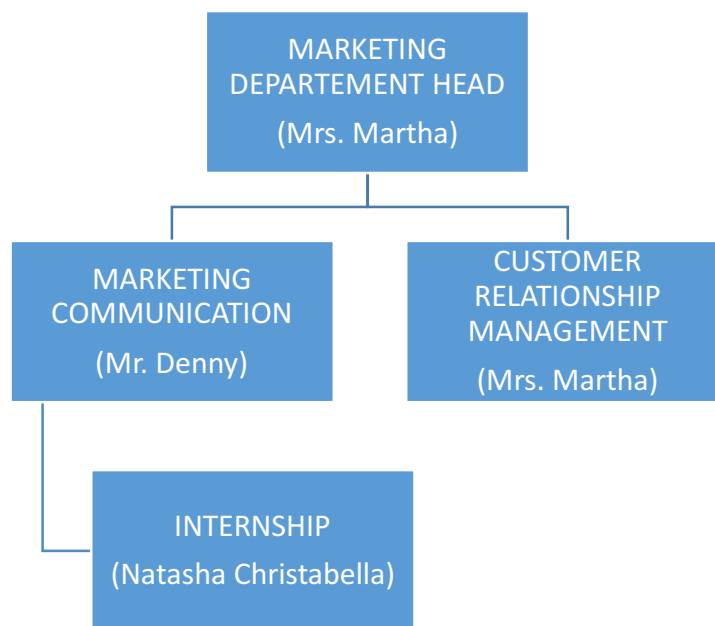 MARKETING
DEPARTEMENT HEAD
(Mrs. Martha)
MARKETING
COMMUNICATION
(Mr. Denny)
CUSTOMER
RELATIONSHIP
MANAGEMENT
(Mrs. Martha)
INTERNSHIP
(Natasha Christabella)